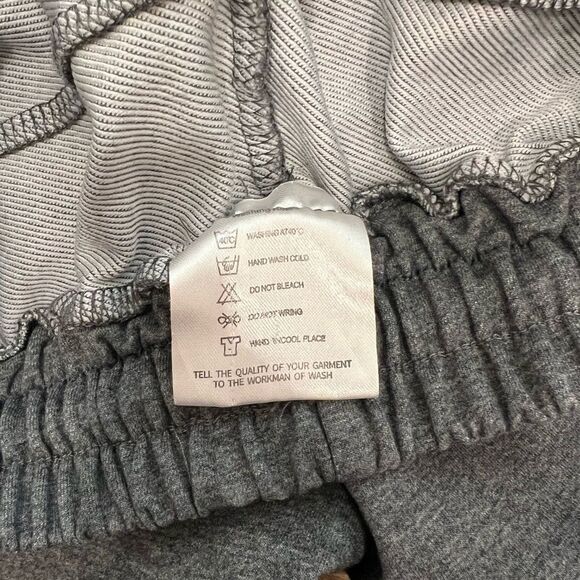 40°C WASHING AT 40°C
HAND WASH COLD
DO NOT BLEACH
DO NOT WRING
HAND IN COOL PLACE
TELL THE QUALITY OF YOUR GARMENT
TO THE WORKMAN OF WASH